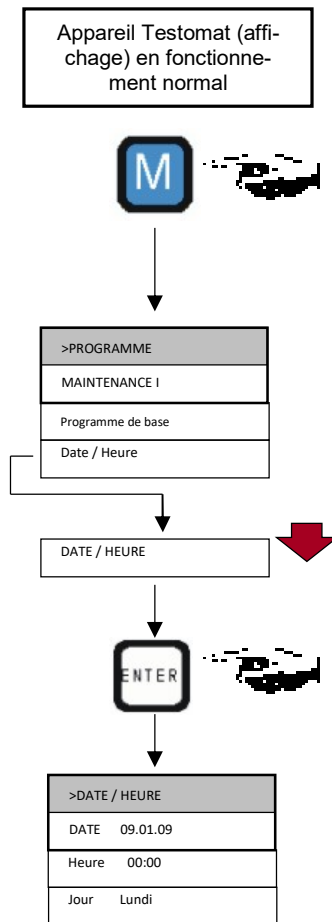 Appareil Testomat (affi-
chage) en fonctionne-
ment normal
M
>PROGRAMME
MAINTENANCE I
Programme de base
Date / Heure
DATE / HEURE
ENTER
>DATE / HEURE
DATE 09.01.09
Heure 00:00
Jour Lundi